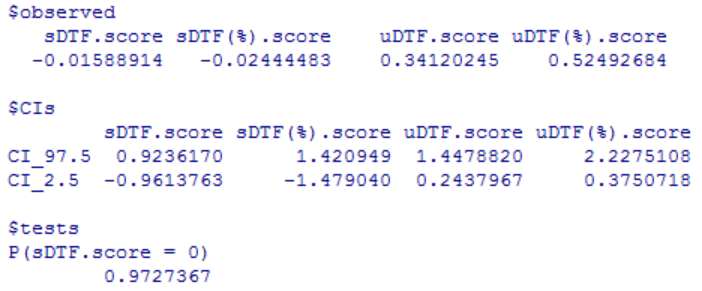 $observed
sDTF.score sDTF(%).score uDTF.score uDTF(%).score
-0.01588914 -0.02444483 0.34120245 0.52492684
$CIs
sDTF.score sDTF(%).score uDTF.score uDTF(%).score
CI_97.5 0.9236170 1.420949 1.4478820 2.2275108
CI_2.5 -0.9613763 -1.479040 0.2437967 0.3750718
$tests
P(sDTF.score = 0)
0.9727367